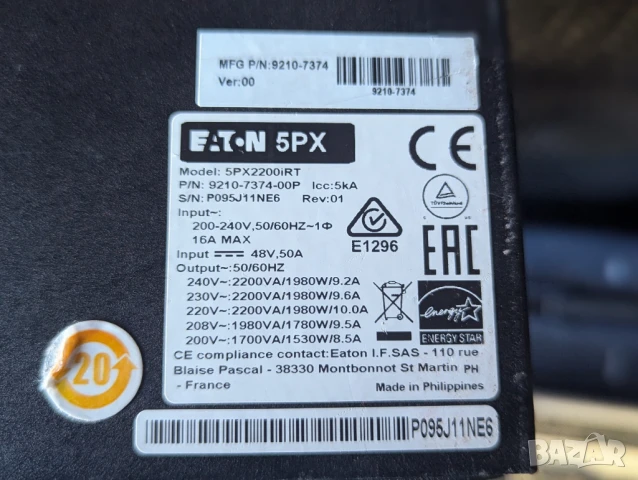 MFG P/N:9210-7374
Ver:00
9210-7374
EATON 5PX
Model: 5PX2200iRT
P/N: 9210-7374-00P Icc:5kA
S/N: P095J11NE6 Rev:01
Input~:
200-240V,50/60HZ~1Φ
16A MAX
Input ⎓ 48V,50A
Output~:50/60HZ
240V~:2200VA/1980W/9.2A
230V~:2200VA/1980W/9.6A
220V~:2200VA/1980W/10.0A
208V~:1980VA/1780W/9.5A
200V~:1700VA/1530W/8.5A
E1296
CE
EAC
energy
ENERGY STAR
CE compliance contact:Eaton I.F.SAS - 110 rue
Blaise Pascal - 38330 Montbonnot St Martin PH
- France
Made in Philippines
20
P095J11NE6
BAZAR